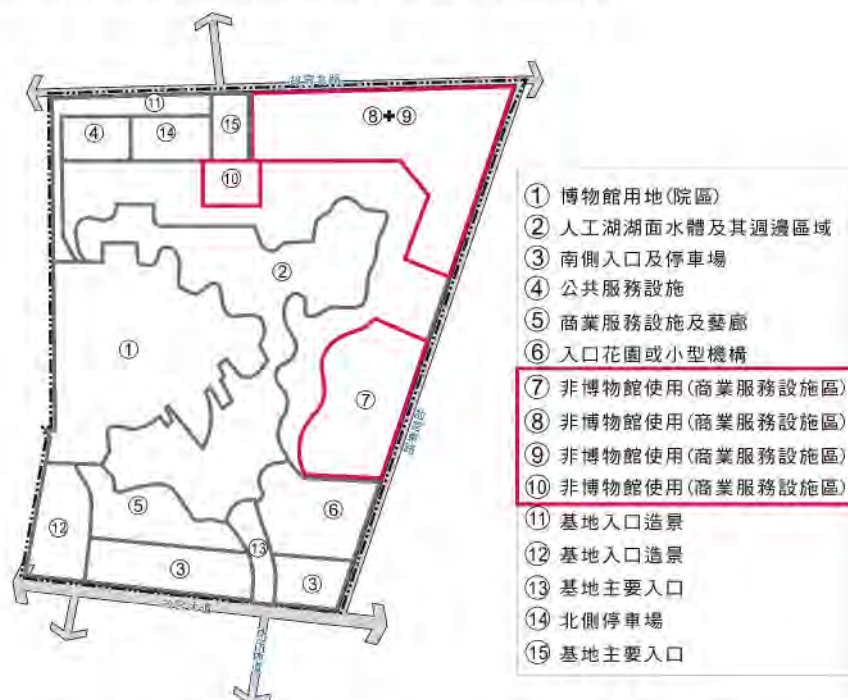 ⑪
④
⑭
⑮
⑧+⑨
⑩
②
①
⑦
⑤
⑥
⑫
⑬
③
③
① 博物館用地(院區)
② 人工湖湖面水體及其週邊區域
③ 南側入口及停車場
④ 公共服務設施
⑤ 商業服務設施及藝廊
⑥ 入口花園或小型機構
⑦ 非博物館使用(商業服務設施區)
⑧ 非博物館使用(商業服務設施區)
⑨ 非博物館使用(商業服務設施區)
⑩ 非博物館使用(商業服務設施區)
⑪ 基地入口造景
⑫ 基地入口造景
⑬ 基地主要入口
⑭ 北側停車場
⑮ 基地主要入口